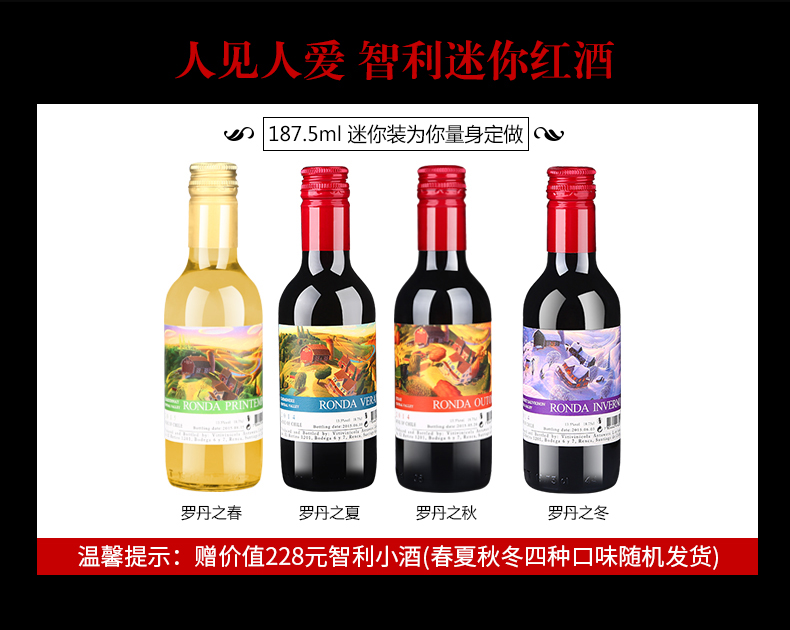 人见人爱 智利迷你红酒
187.5ml 迷你装为你量身定做
RONDA PRINTEM
RONDA VERA
RONDA OUTO
RONDA INVERN
罗丹之春
罗丹之夏
罗丹之秋
罗丹之冬
温馨提示：赠价值228元智利小酒(春夏秋冬四种口味随机发货)